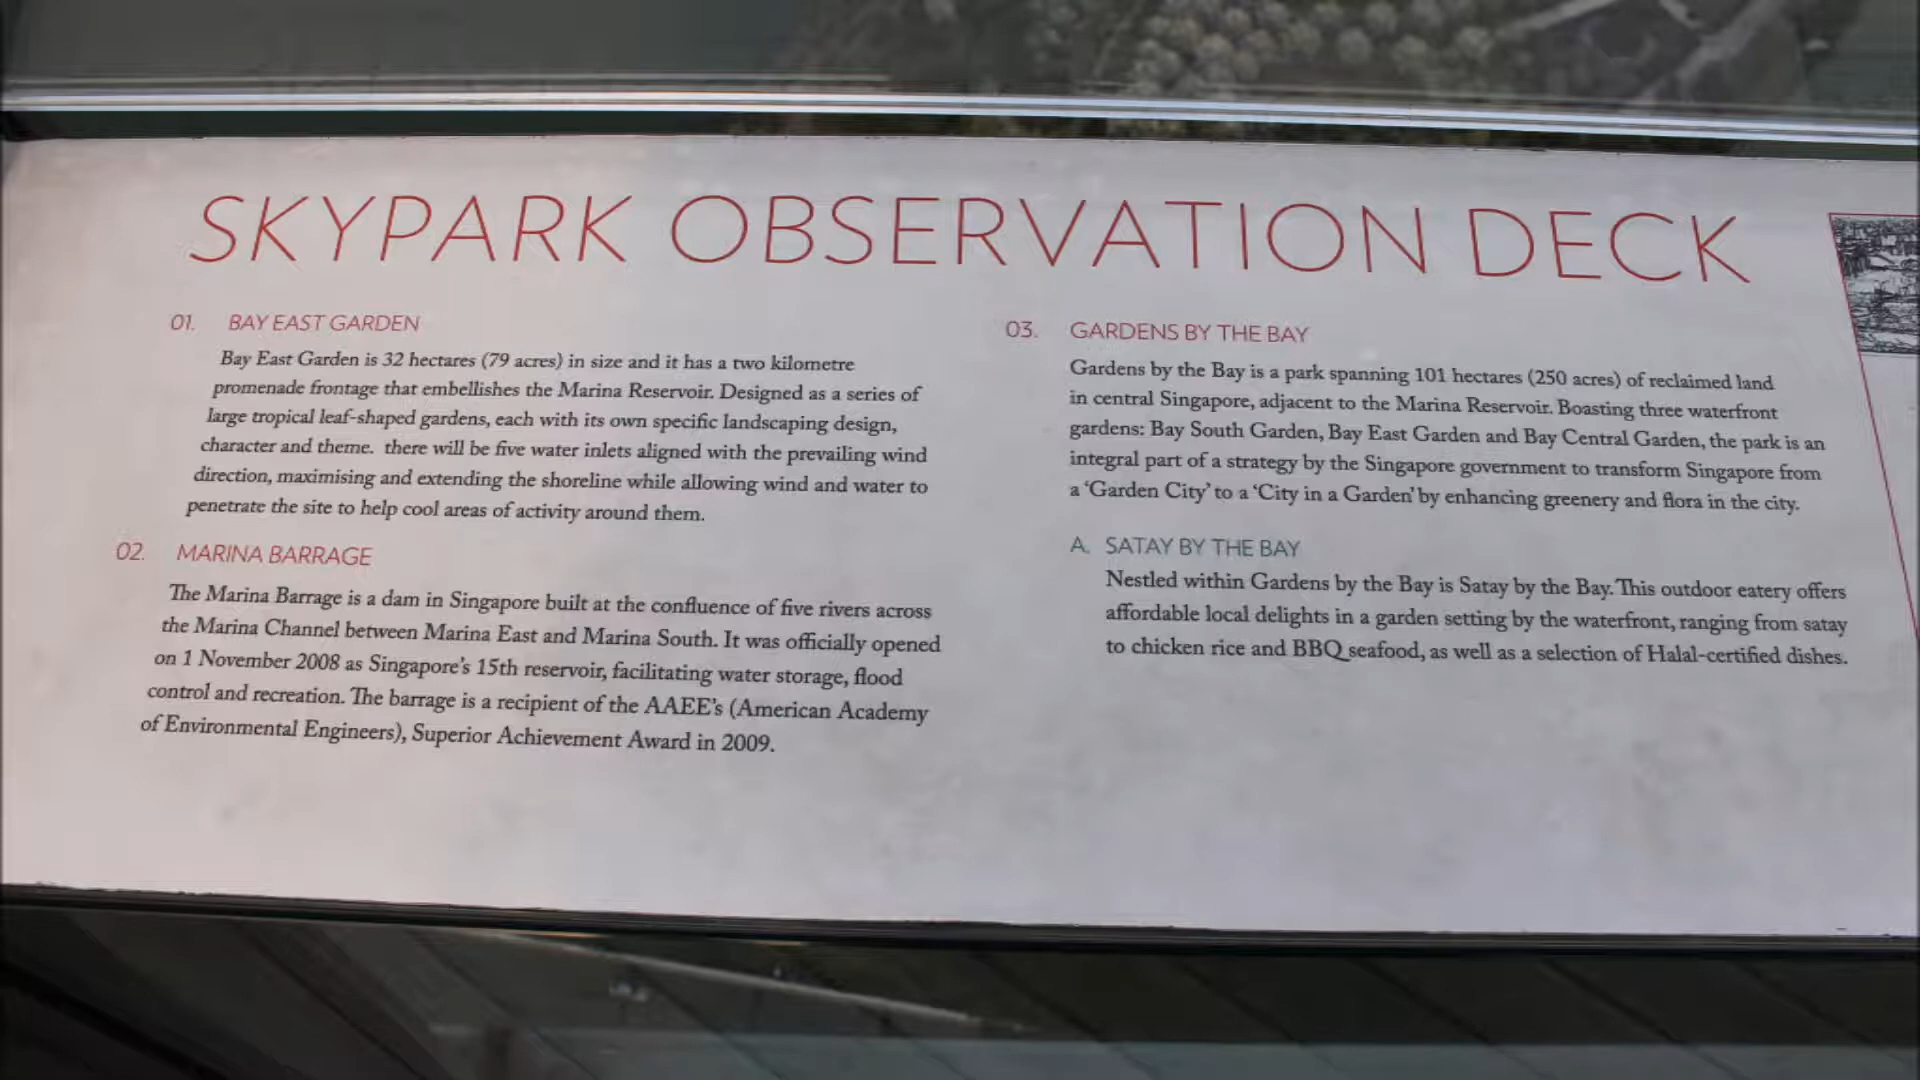 SKYPARK OBSERVATION DECK
01. BAY EAST GARDEN
Bay East Garden is 32 hectares (79 acres) in size and it has a two kilometre
promenade frontage that embellishes the Marina Reservoir. Designed as a series of
large tropical leaf-shaped gardens, each with its own specific landscaping design,
character and theme. there will be five water inlets aligned with the prevailing wind
direction, maximising and extending the shoreline while allowing wind and water to
penetrate the site to help cool areas of activity around them.
02. MARINA BARRAGE
The Marina Barrage is a dam in Singapore built at the confluence of five rivers across
the Marina Channel between Marina East and Marina South. It was officially opened
on 1 November 2008 as Singapore's 15th reservoir, facilitating water storage, flood
control and recreation. The barrage is a recipient of the AAEE's (American Academy
of Environmental Engineers), Superior Achievement Award in 2009.
03. GARDENS BY THE BAY
Gardens by the Bay is a park spanning 101 hectares (250 acres) of reclaimed land
in central Singapore, adjacent to the Marina Reservoir. Boasting three waterfront
gardens: Bay South Garden, Bay East Garden and Bay Central Garden, the park is an
integral part of a strategy by the Singapore government to transform Singapore from
a 'Garden City' to a 'City in a Garden' by enhancing greenery and flora in the city.
A. SATAY BY THE BAY
Nestled within Gardens by the Bay is Satay by the Bay. This outdoor eatery offers
affordable local delights in a garden setting by the waterfront, ranging from satay
to chicken rice and BBQ seafood, as well as a selection of Halal-certified dishes.